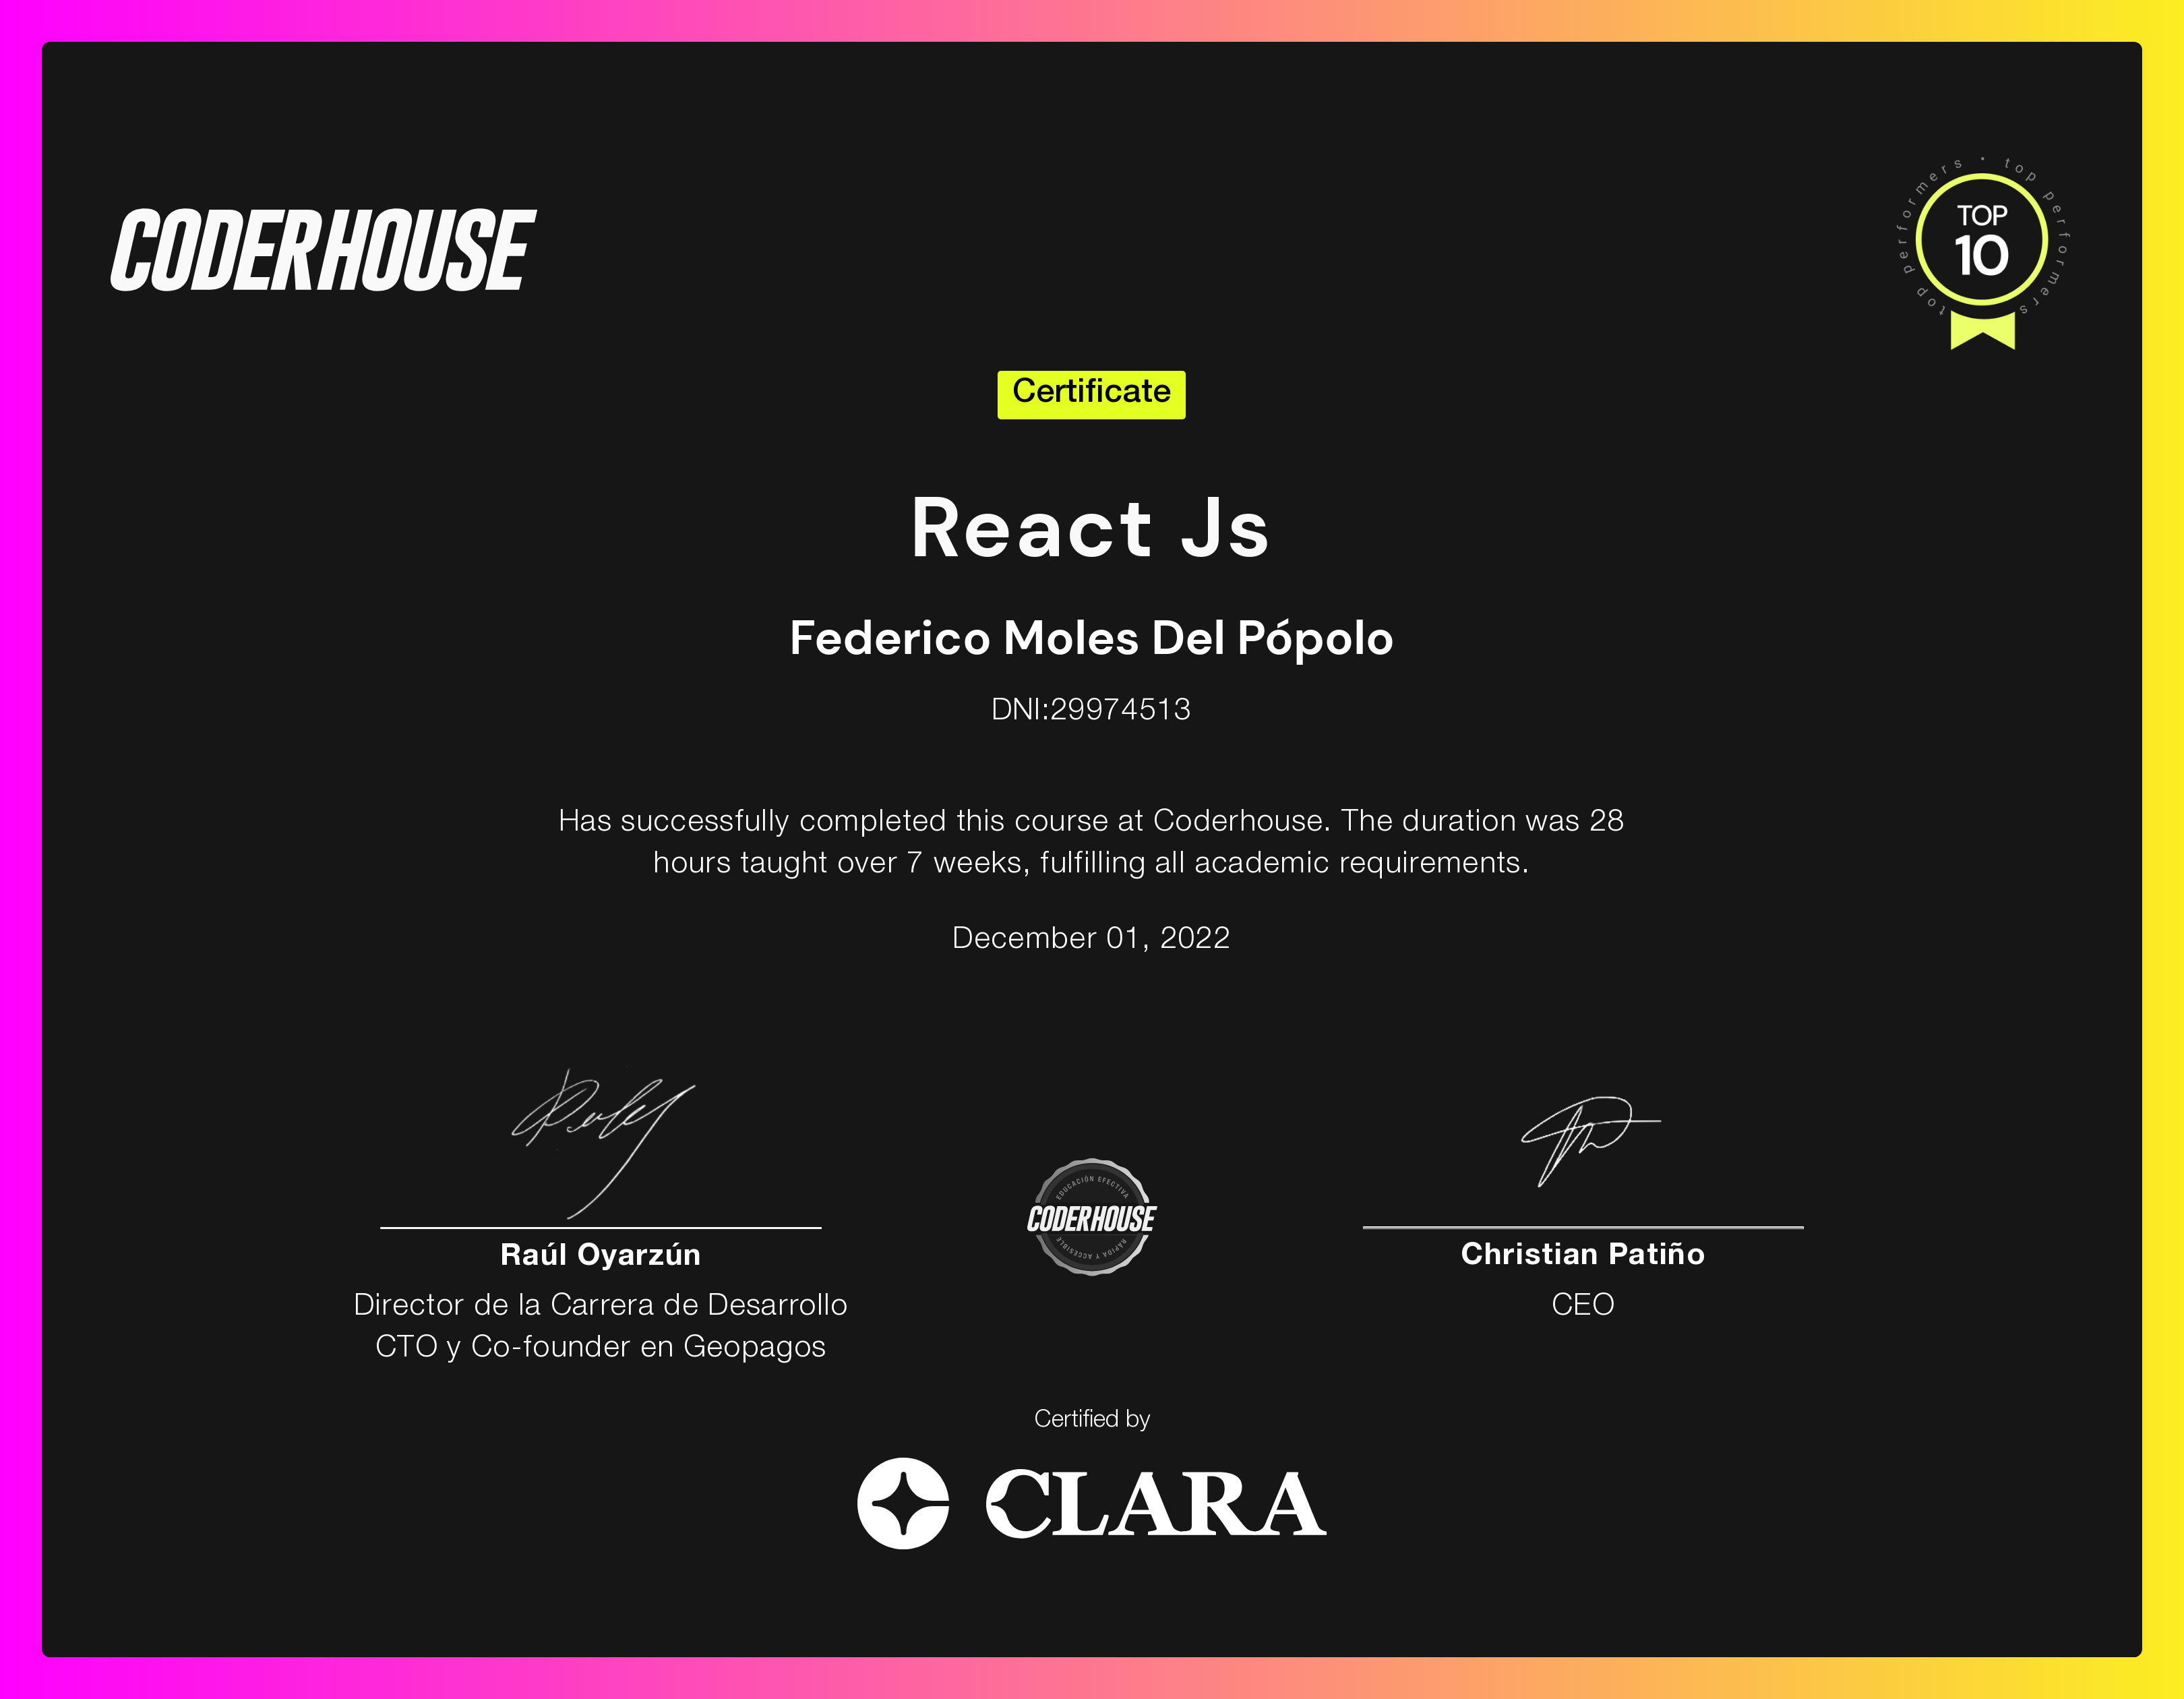 CODERHOUSE
top performers • top performers
TOP
10
Certificate
React Js
Federico Moles Del Pópolo
DNI:29974513
Has successfully completed this course at Coderhouse. The duration was 28
hours taught over 7 weeks, fulfilling all academic requirements.
December 01, 2022
EDUCACIÓN EFECTIVA
CODERHOUSE
RÁPIDA Y ACCESIBLE
Raúl Oyarzún
Director de la Carrera de Desarrollo
CTO y Co-founder en Geopagos
Christian Patiño
CEO
Certified by
CLARA